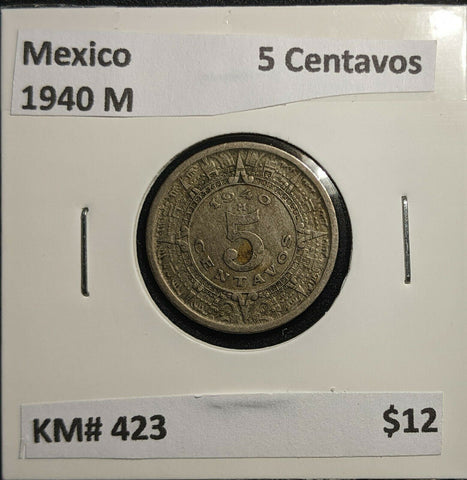 Mexico 5 Centavos
1940 M
1940
M
5
CENTAVOS
KM# 423 $12